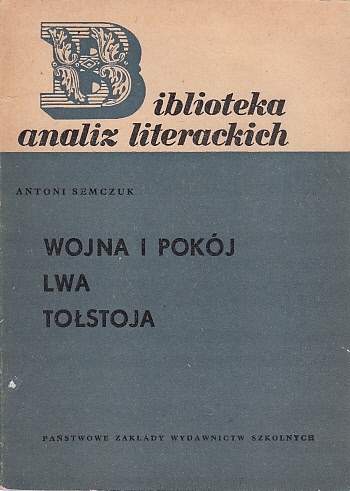 Biblioteka
analiz literackich
ANTONI SEMCZUK
WOJNA I POKÓJ
LWA
TOŁSTOJA
PAŃSTWOWE ZAKŁADY WYDAWNICTW SZKOLNYCH